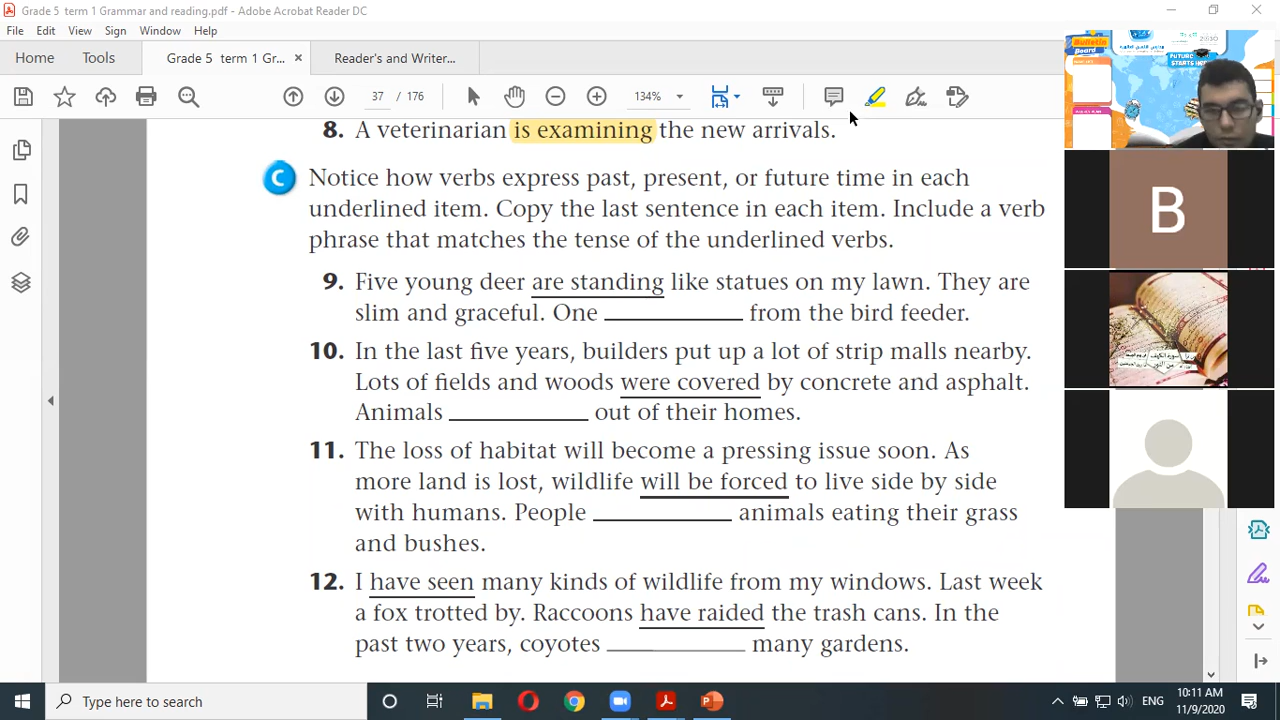 Grade 5 term 1 Grammar and reading.pdf - Adobe Acrobat Reader DC
File Edit View Sign Window Help
Home Tools Grade 5 term 1 Gr... ×
37 / 176 134%
8. A veterinarian is examining the new arrivals.
C Notice how verbs express past, present, or future time in each
underlined item. Copy the last sentence in each item. Include a verb
phrase that matches the tense of the underlined verbs.
9. Five young deer are standing like statues on my lawn. They are
slim and graceful. One ____________ from the bird feeder.
10. In the last five years, builders put up a lot of strip malls nearby.
Lots of fields and woods were covered by concrete and asphalt.
Animals ____________ out of their homes.
11. The loss of habitat will become a pressing issue soon. As
more land is lost, wildlife will be forced to live side by side
with humans. People ____________ animals eating their grass
and bushes.
12. I have seen many kinds of wildlife from my windows. Last week
a fox trotted by. Raccoons have raided the trash cans. In the
past two years, coyotes ____________ many gardens.
Bulletin
Board
FUTURE
STARTS HERE
B
Type here to search
ENG
10:11 AM
11/9/2020